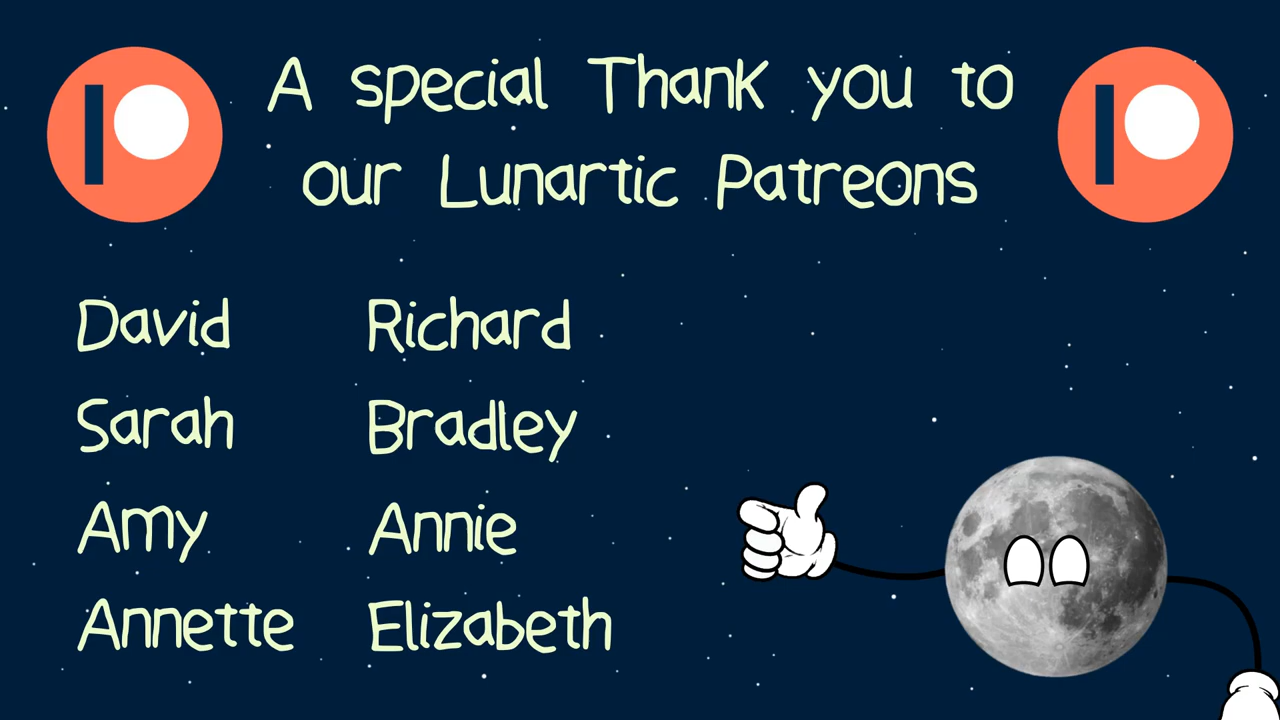 A special Thank you to
our Lunartic Patreons
David
Sarah
Amy
Annette
Richard
Bradley
Annie
Elizabeth